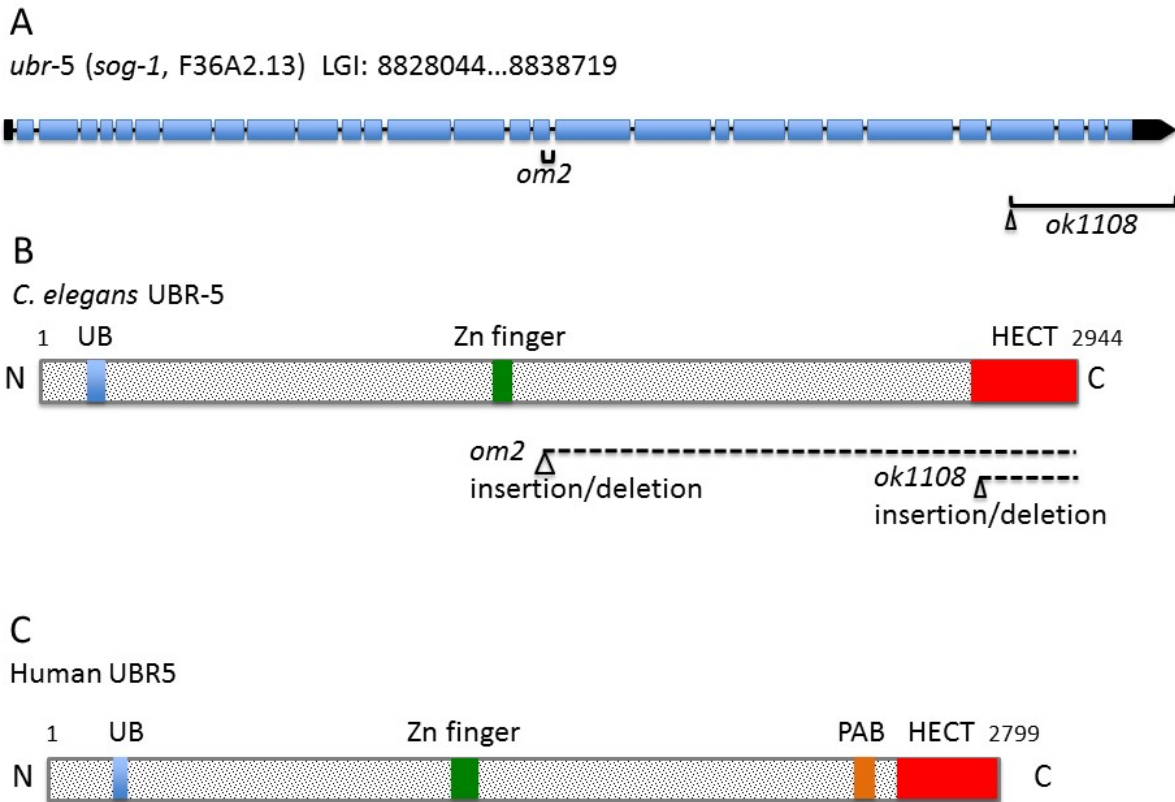 A
ubr-5 (sog-1, F36A2.13) LGI: 8828044...8838719
om2
ok1108
B
C. elegans UBR-5
1 UB Zn finger HECT 2944
N C
om2
insertion/deletion
ok1108
insertion/deletion
C
Human UBR5
1 UB Zn finger PAB HECT 2799
N C